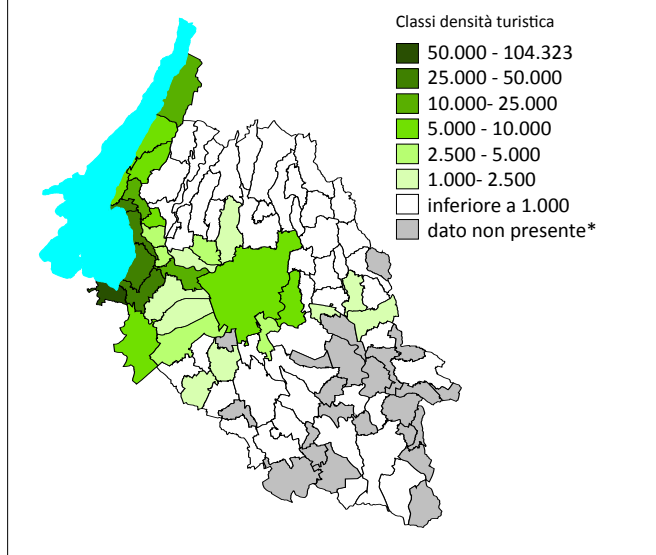 Classi densità turistica
50.000 - 104.323
25.000 - 50.000
10.000- 25.000
5.000 - 10.000
2.500 - 5.000
1.000- 2.500
inferiore a 1.000
dato non presente*